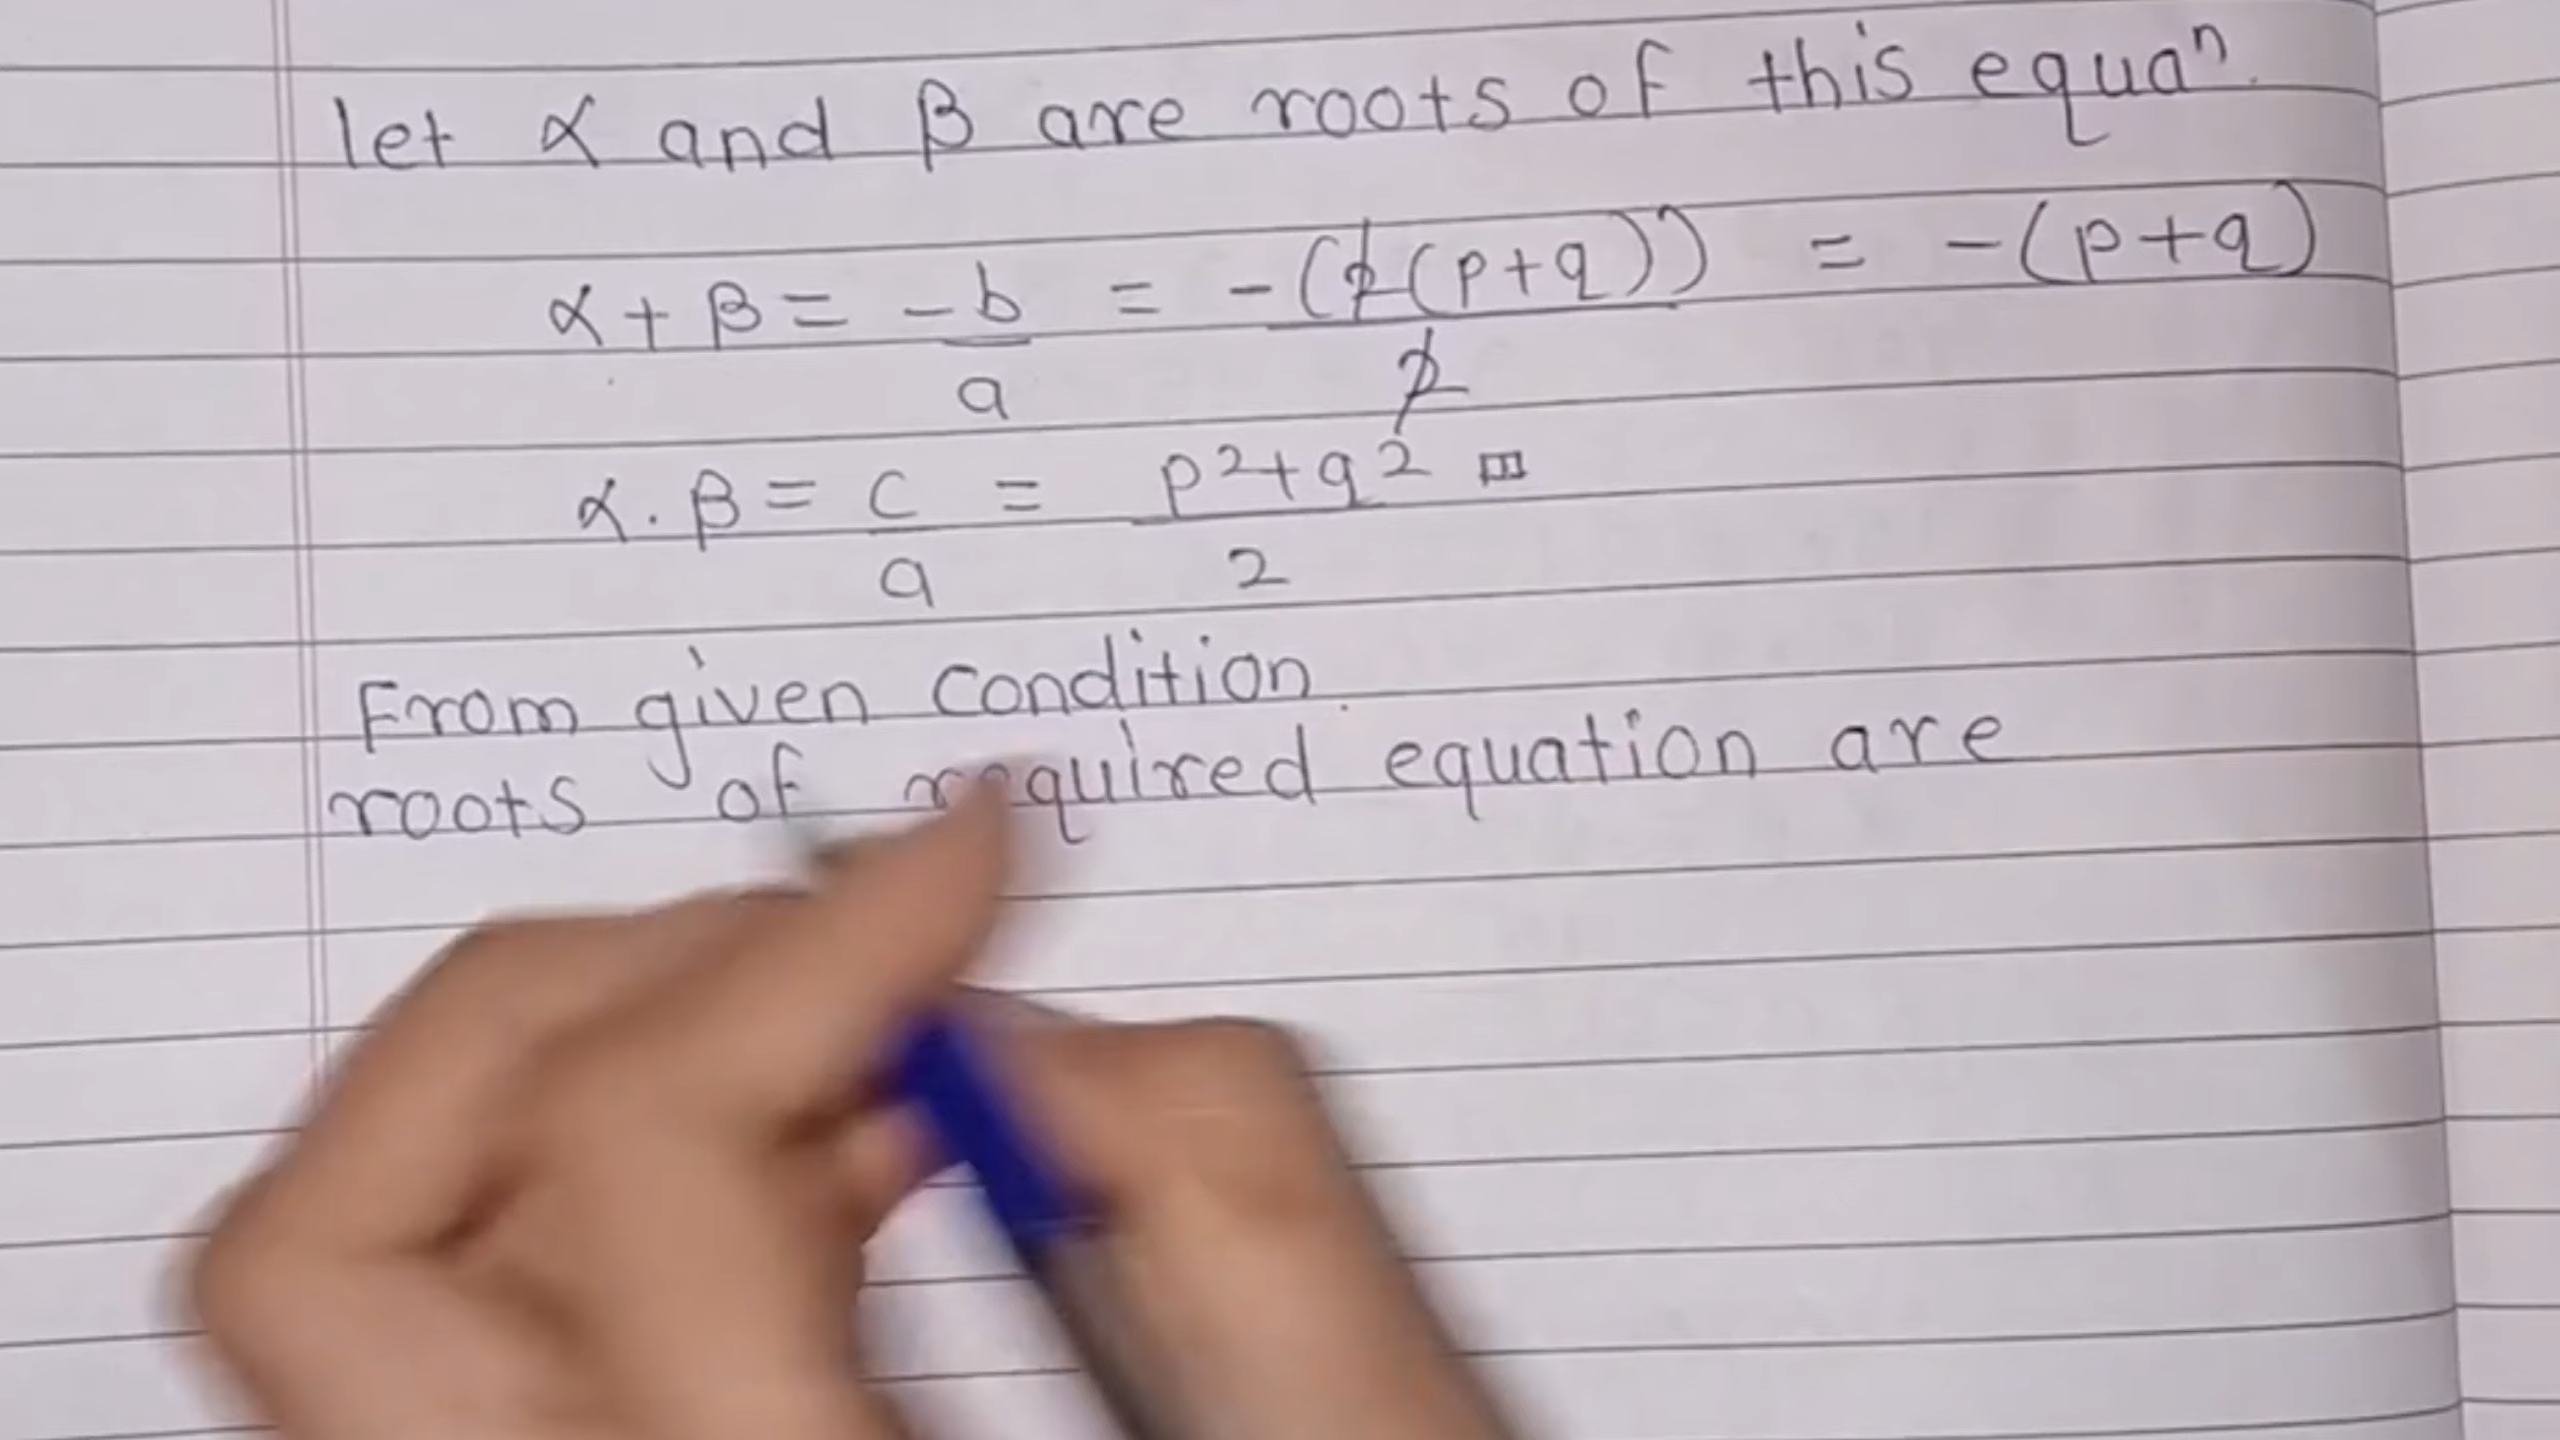 let α and β are roots of this equaⁿ.
α + β = -b/a = -(2(p+q))/2 = -(p+q)
α . β = c/a = p²+q²/2
From given condition
roots of required equation are